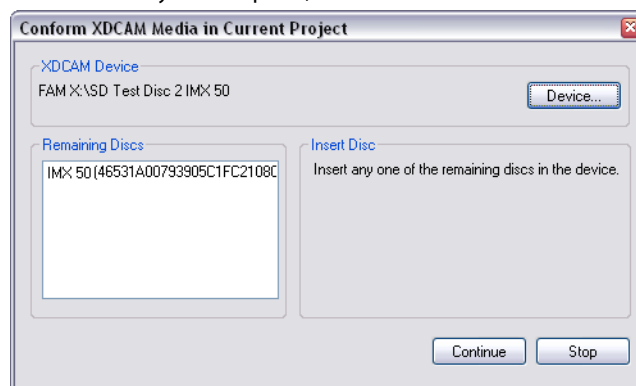 Conform XDCAM Media in Current Project
XDCAM Device
FAM X:\SD Test Disc 2 IMX 50
Device...
Remaining Discs
IMX 50 (46531A00793905C1FC2108C
Insert Disc
Insert any one of the remaining discs in the device.
Continue
Stop